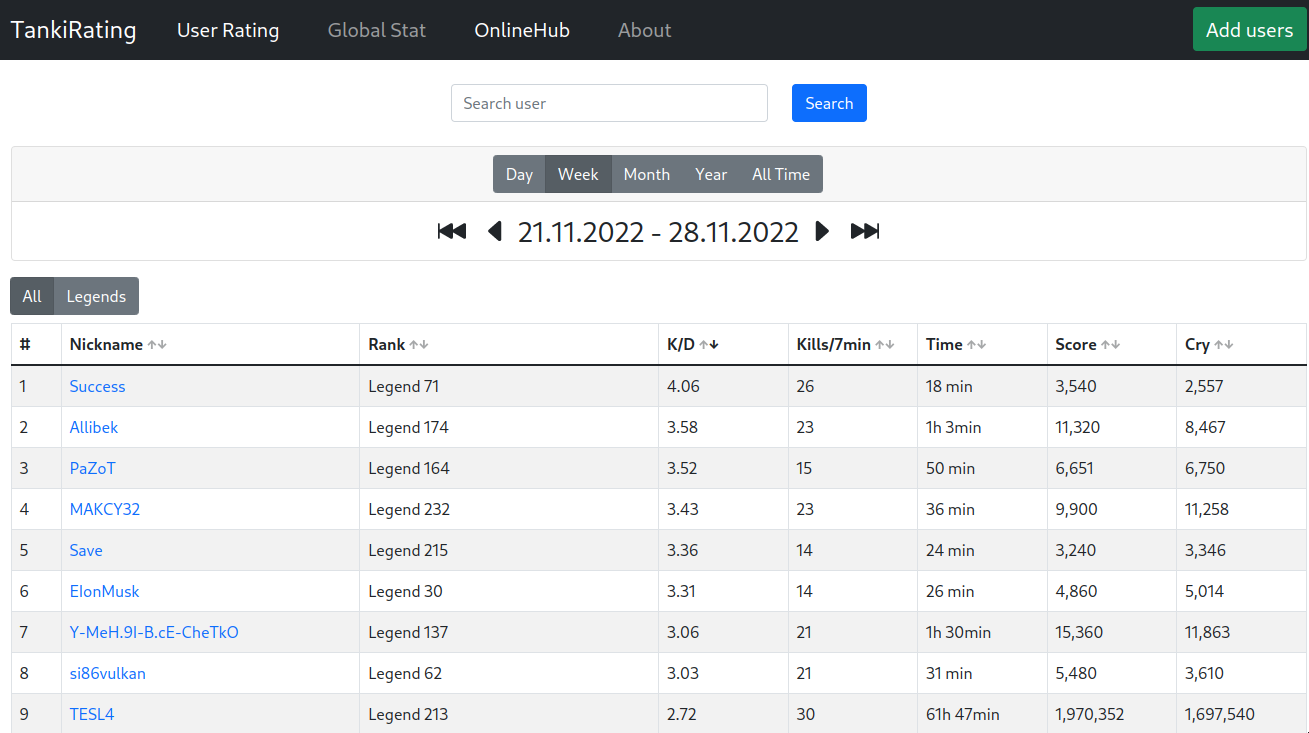 TankiRating User Rating Global Stat OnlineHub About Add users
Search user Search
Day Week Month Year All Time
21.11.2022 - 28.11.2022
All Legends
# Nickname Rank K/D Kills/7min Time Score Cry
1 Success Legend 71 4.06 26 18 min 3,540 2,557
2 Allibek Legend 174 3.58 23 1h 3min 11,320 8,467
3 PaZoT Legend 164 3.52 15 50 min 6,651 6,750
4 MAKCY32 Legend 232 3.43 23 36 min 9,900 11,258
5 Save Legend 215 3.36 14 24 min 3,240 3,346
6 EIonMusk Legend 30 3.31 14 26 min 4,860 5,014
7 Y-MeH.9I-B.cE-CheTkO Legend 137 3.06 21 1h 30min 15,360 11,863
8 si86vulkan Legend 62 3.03 21 31 min 5,480 3,610
9 TESL4 Legend 213 2.72 30 61h 47min 1,970,352 1,697,540